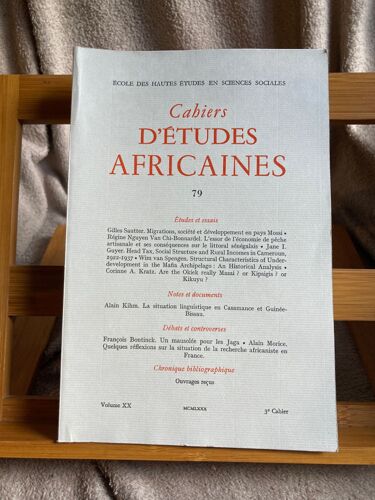 ÉCOLE DES HAUTES ÉTUDES EN SCIENCES SOCIALES
Cahiers
D'ÉTUDES
AFRICAINES
79
Études et essais
Gilles Sautter. Migrations, société et développement en pays Mossi •
Régine Nguyen Van Chi-Bonnardel. L'essor de l'économie de pêche
artisanale et ses conséquences sur le littoral sénégalais • Jane I.
Guyer. Head Tax, Social Structure and Rural Incomes in Cameroun,
1922-1937 • Wim van Spengen. Structural Characteristics of Under-
development in the Mafia Archipelago : An Historical Analysis •
Corinne A. Kratz. Are the Okiek really Masai ? or Kipsigis ? or
Kikuyu ?
Notes et documents
Alain Kihm. La situation linguistique en Casamance et Guinée-
Bissau.
Débats et controverses
François Bontinck. Un mausolée pour les Jaga • Alain Morice.
Quelques réflexions sur la situation de la recherche africaniste en
France.
Chronique bibliographique
Ouvrages reçus
Volume XX MCMLXXX 3e Cahier